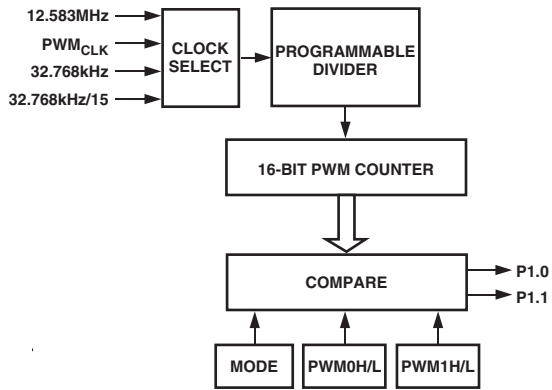 12.583MHz
PWMCLK
32.768kHz
32.768kHz/15
CLOCK
SELECT
PROGRAMMABLE
DIVIDER
16-BIT PWM COUNTER
COMPARE
P1.0
P1.1
MODE
PWM0H/L
PWM1H/L